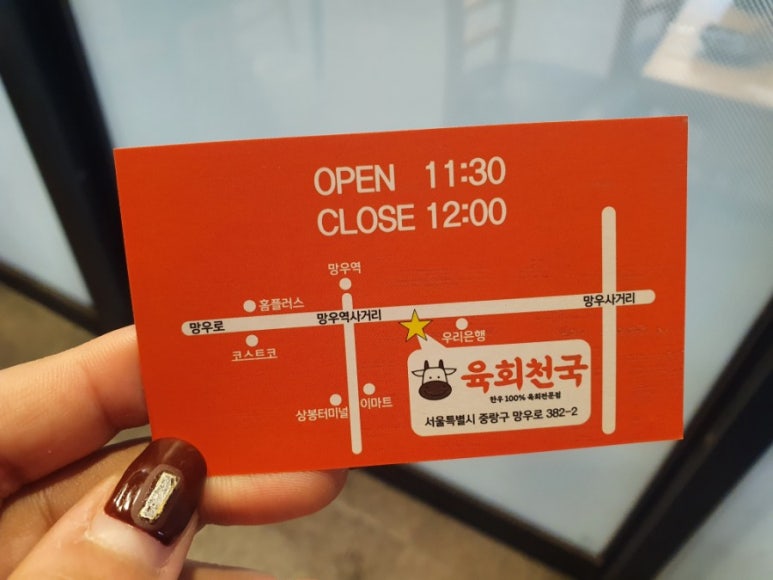 OPEN 11:30
CLOSE 12:00
망우역
홈플러스
망우로
망우역사거리
망우사거리
코스트코
우리은행
육회천국
한우 100% 육회전문점
상봉터미널
이마트
서울특별시 중랑구 망우로 382-2